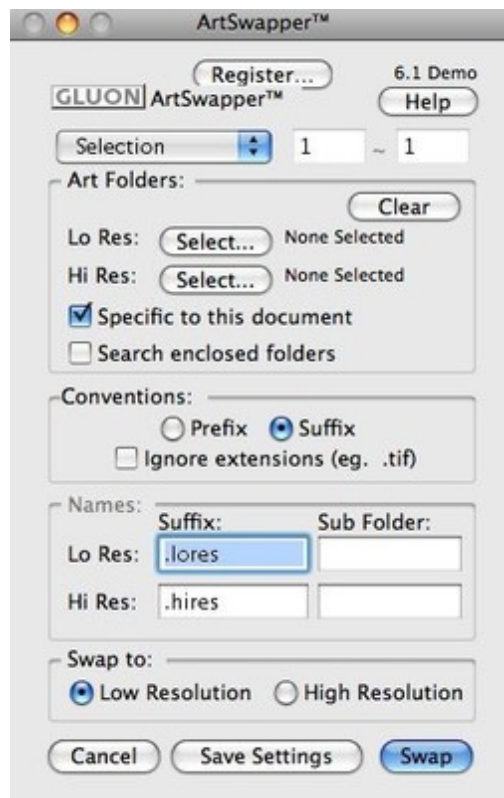 ArtSwapper™
Register... 6.1 Demo
GLUON ArtSwapper™ Help
Selection 1 ~ 1
Art Folders:
Clear
Lo Res: Select... None Selected
Hi Res: Select... None Selected
Specific to this document
Search enclosed folders
Conventions:
Prefix Suffix
Ignore extensions (eg. .tif)
Names:
Suffix: Sub Folder:
Lo Res: .lores
Hi Res: .hires
Swap to:
Low Resolution High Resolution
Cancel Save Settings Swap